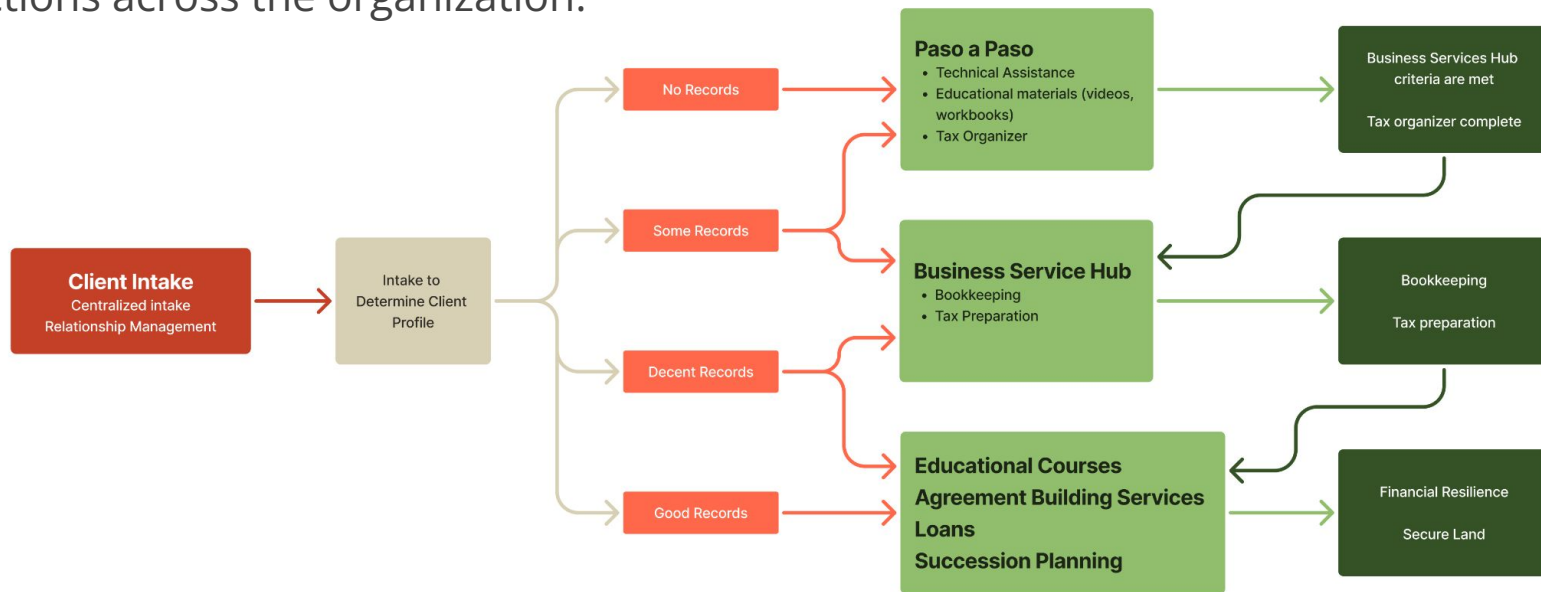 ctions across the organization.
Client Intake
Centralized intake
Relationship Management
Intake to
Determine Client
Profile
No Records
Some Records
Decent Records
Good Records
Paso a Paso
• Technical Assistance
• Educational materials (videos,
workbooks)
• Tax Organizer
Business Service Hub
• Bookkeeping
• Tax Preparation
Educational Courses
Agreement Building Services
Loans
Succession Planning
Business Services Hub
criteria are met
Tax organizer complete
Bookkeeping
Tax preparation
Financial Resilience
Secure Land